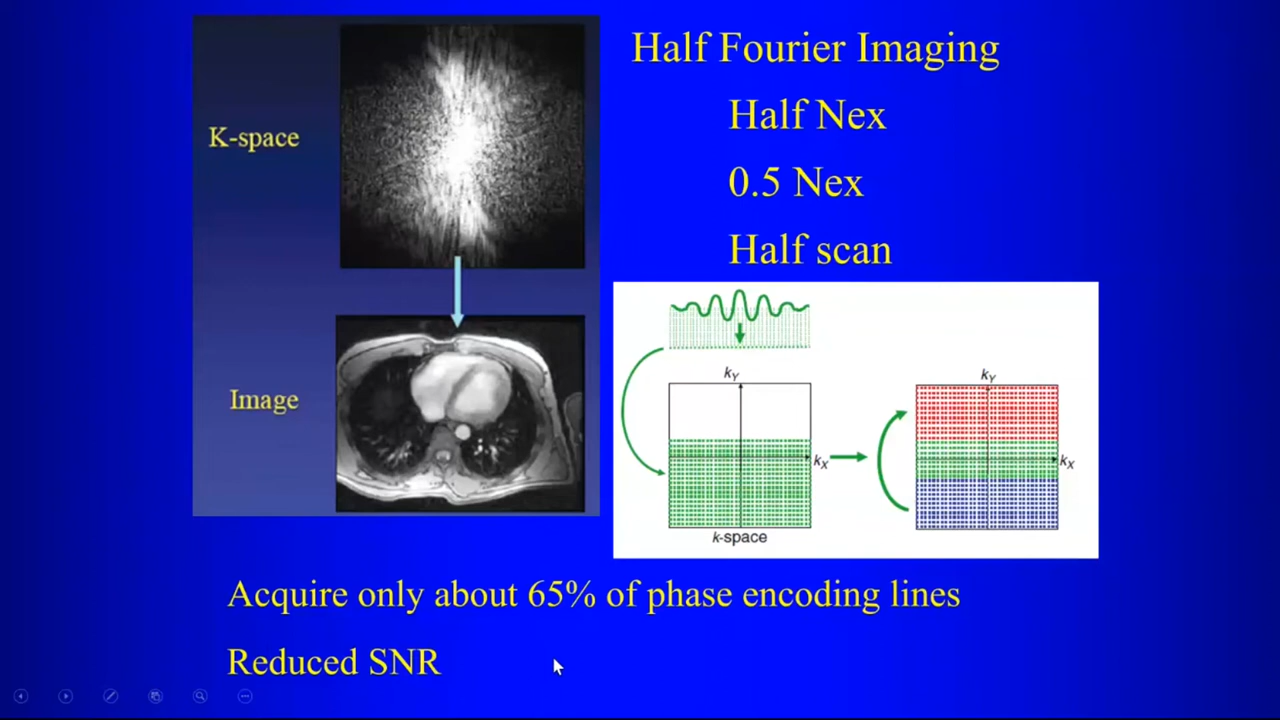 K-space
Image
Half Fourier Imaging
Half Nex
0.5 Nex
Half scan
kY
kX
k-space
kY
kX
Acquire only about 65% of phase encoding lines
Reduced SNR